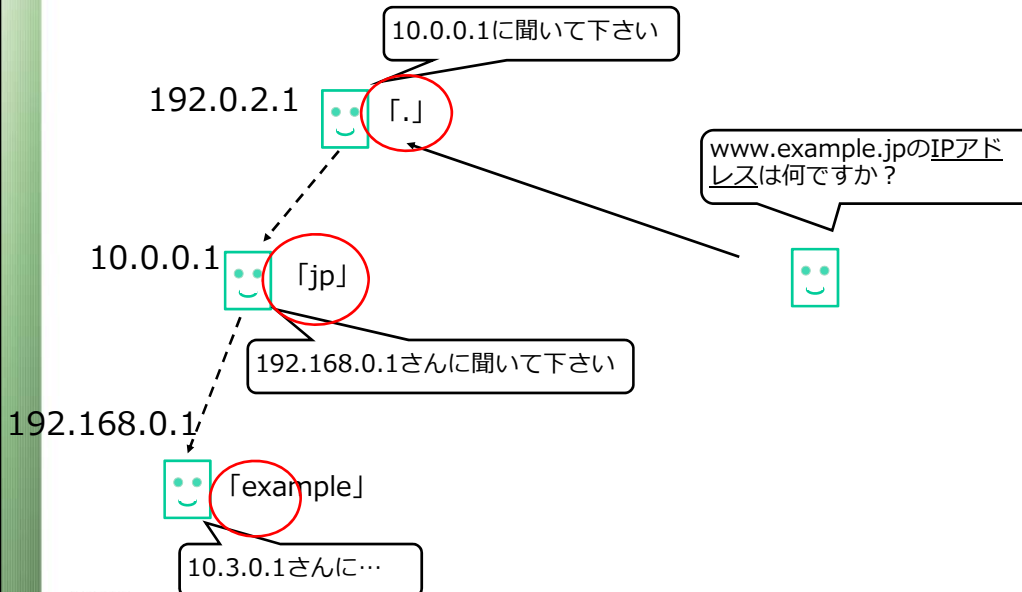 10.0.0.1に聞いて下さい
192.0.2.1
「.」
www.example.jpのIPアド
レスは何ですか？
10.0.0.1
「jp」
192.168.0.1さんに聞いて下さい
192.168.0.1
「example」
10.3.0.1さんに…